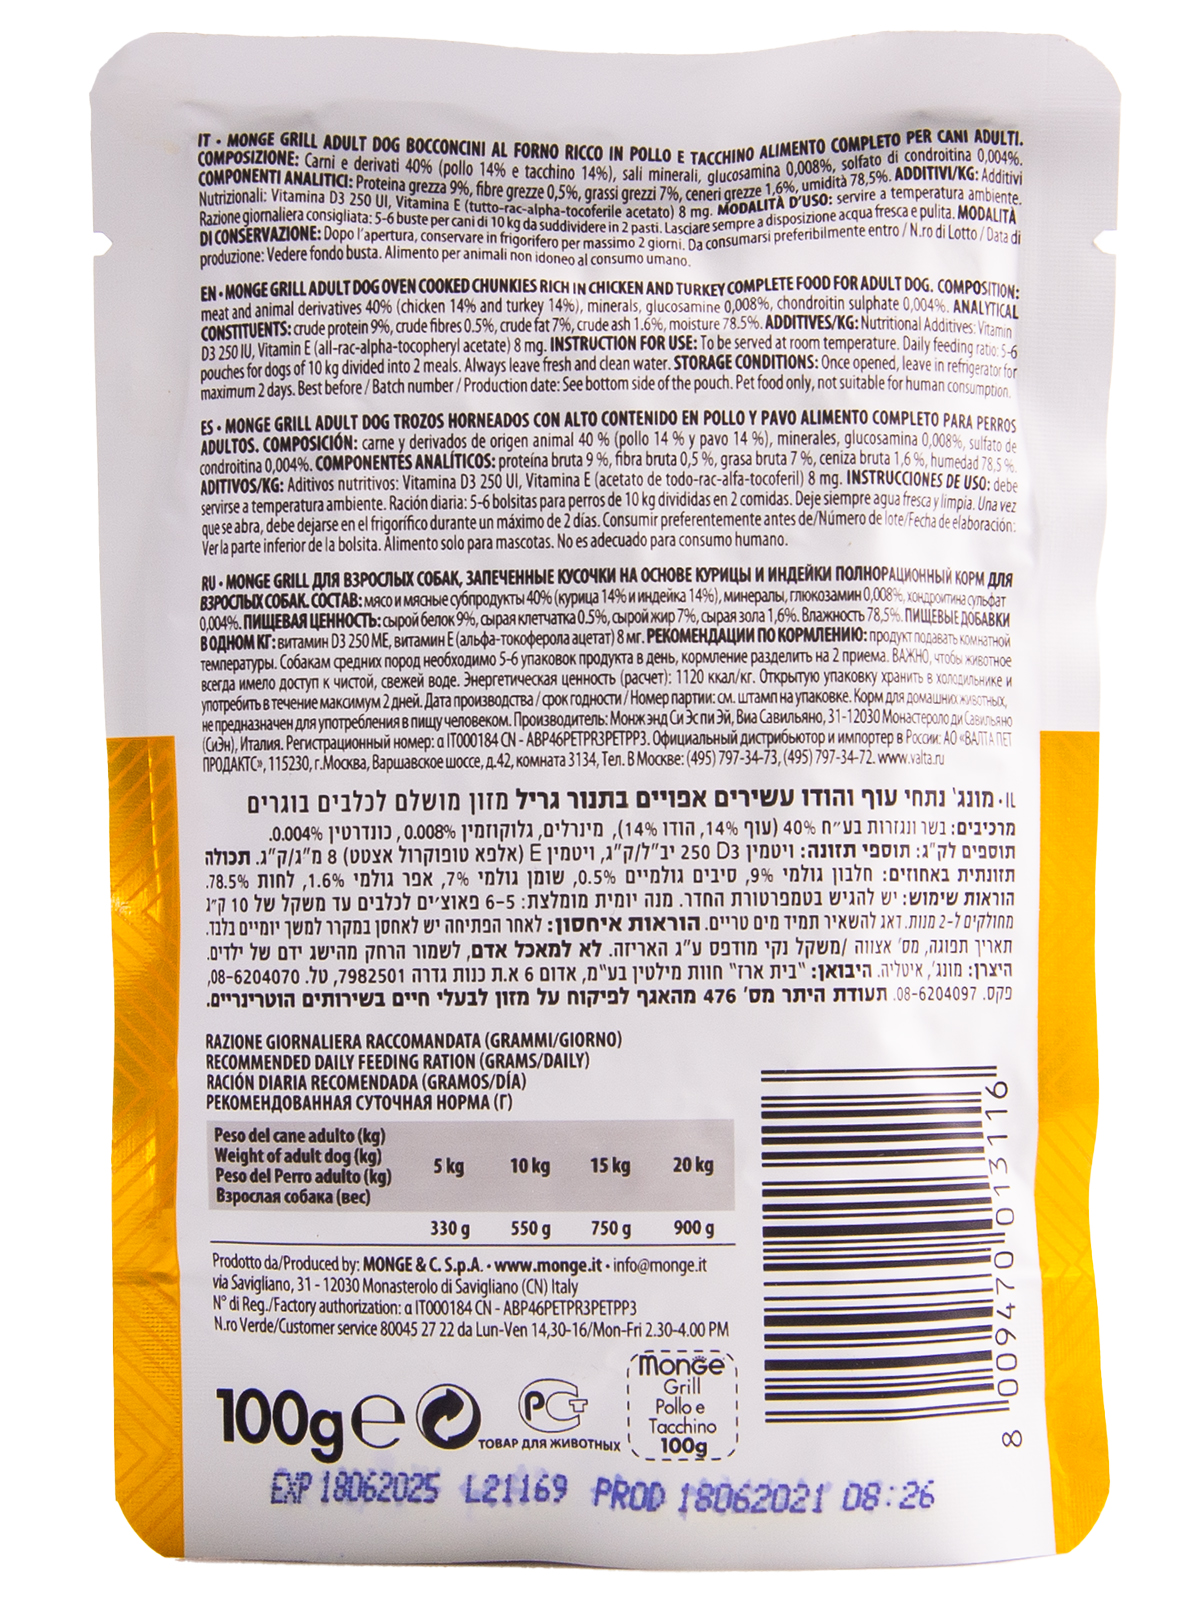 IT • MONGE GRILL ADULT DOG BOCCONCINI AL FORNO RICCO IN POLLO E TACCHINO ALIMENTO COMPLETO PER CANI ADULTI.
COMPOSIZIONE: Carni e derivati 40% (pollo 14% e tacchino 14%), sali minerali, glucosamina 0,008%, solfato di condroitina 0,004%.
COMPONENTI ANALITICI: Proteina grezza 9%, fibre grezze 0,5%, grassi grezzi 7%, ceneri grezze 1,6%, umidità 78,5%. ADDITIVI/KG: Additivi
Nutrizionali: Vitamina D3 250 UI, Vitamina E (tutto-rac-alpha-tocoferile acetato) 8 mg. MODALITÀ D'USO: servire a temperatura ambiente.
Razione giornaliera consigliata: 5-6 buste per cani di 10 kg da suddividere in 2 pasti. Lasciare sempre a disposizione acqua fresca e pulita. MODALITÀ
DI CONSERVAZIONE: Dopo l'apertura, conservare in frigorifero per massimo 2 giorni. Da consumarsi preferibilmente entro / N.ro di Lotto / Data di
produzione: Vedere fondo busta. Alimento per animali non idoneo al consumo umano.
EN • MONGE GRILL ADULT DOG OVEN COOKED CHUNKIES RICH IN CHICKEN AND TURKEY COMPLETE FOOD FOR ADULT DOG. COMPOSITION:
meat and animal derivatives 40% (chicken 14% and turkey 14%), minerals, glucosamine 0,008%, chondroitin sulphate 0,004%. ANALYTICAL
CONSTITUENTS: crude protein 9%, crude fibres 0.5%, crude fat 7%, crude ash 1.6%, moisture 78.5%. ADDITIVES/KG: Nutritional Additives: Vitamin
D3 250 IU, Vitamin E (all-rac-alpha-tocopheryl acetate) 8 mg. INSTRUCTION FOR USE: To be served at room temperature. Daily feeding ratio: 5-6
pouches for dogs of 10 kg divided into 2 meals. Always leave fresh and clean water. STORAGE CONDITIONS: Once opened, leave in refrigerator for
maximum 2 days. Best before / Batch number / Production date: See bottom side of the pouch. Pet food only, not suitable for human consumption.
ES • MONGE GRILL ADULT DOG TROZOS HORNEADOS CON ALTO CONTENIDO EN POLLO Y PAVO ALIMENTO COMPLETO PARA PERROS
ADULTOS. COMPOSICIÓN: carne y derivados de origen animal 40 % (pollo 14 % y pavo 14 %), minerales, glucosamina 0,008%, sulfato de
condroitina 0,004%. COMPONENTES ANALÍTICOS: proteína bruta 9 %, fibra bruta 0,5 %, grasa bruta 7 %, ceniza bruta 1,6 %, humedad 78,5 %.
ADITIVOS/KG: Aditivos nutritivos: Vitamina D3 250 UI, Vitamina E (acetato de todo-rac-alfa-tocoferil) 8 mg. INSTRUCCIONES DE USO: debe
servirse a temperatura ambiente. Ración diaria: 5-6 bolsitas para perros de 10 kg divididas en 2 comidas. Deje siempre agua fresca y limpia. Una vez
que se abra, debe dejarse en el frigorífico durante un máximo de 2 días. Consumir preferentemente antes de/Número de lote/Fecha de elaboración:
Ver la parte inferior de la bolsita. Alimento solo para mascotas. No es adecuado para consumo humano.
RU • MONGE GRILL ДЛЯ ВЗРОСЛЫХ СОБАК, ЗАПЕЧЕННЫЕ КУСОЧКИ НА ОСНОВЕ КУРИЦЫ И ИНДЕЙКИ ПОЛНОРАЦИОННЫЙ КОРМ ДЛЯ
ВЗРОСЛЫХ СОБАК. СОСТАВ: мясо и мясные субпродукты 40% (курица 14% и индейка 14%), минералы, глюкозамин 0,008%, хондроитина сульфат
0,004%. ПИЩЕВАЯ ЦЕННОСТЬ: сырой белок 9%, сырая клетчатка 0.5%, сырой жир 7%, сырая зола 1,6%. Влажность 78,5%. ПИЩЕВЫЕ ДОБАВКИ
В ОДНОМ КГ: витамин D3 250 МЕ, витамин Е (альфа-токоферола ацетат) 8 мг. РЕКОМЕНДАЦИИ ПО КОРМЛЕНИЮ: продукт подавать комнатной
температуры. Собакам средних пород необходимо 5-6 упаковок продукта в день, кормление разделить на 2 приема. ВАЖНО, чтобы животное
всегда имело доступ к чистой, свежей воде. Энергетическая ценность (расчет): 1120 ккал/кг. Открытую упаковку хранить в холодильнике и
употребить в течение максимум 2 дней. Дата производства / срок годности / Номер партии: см. штамп на упаковке. Корм для домашних животных,
не предназначен для употребления в пищу человеком. Производитель: Монж энд Си Эс пи Эй, Виа Савильяно, 31-12030 Монастероло ди Савильяно
(СиЭн), Италия. Регистрационный номер: α IT000184 CN - ABP46PETPR3PETPP3. Официальный дистрибьютор и импортер в России: АО «ВАЛТА ПЕТ
ПРОДАКТС», 115230, г.Москва, Варшавское шоссе, д.42, комната 3134, Тел. В Москве: (495) 797-34-73, (495) 797-34-72. www.valta.ru
IL • מונג' נתחי עוף והודו עשירים אפויים בתנור גריל מזון מושלם לכלבים בוגרים
מרכיבים: בשר ונגזרות בע״ח 40% (עוף 14%, הודו 14%), מינרלים, גלוקוזמין 0.008%, כונדרטין 0.004%.
תוספים לק״ג: תוספי תזונה: ויטמין D3 250 יב״ל/ק״ג, ויטמין E (אלפא טופוקרול אצטט) 8 מ״ג/ק״ג. תכולה
תזונתית באחוזים: חלבון גולמי 9%, סיבים גולמיים 0.5%, שומן גולמי 7%, אפר גולמי 1.6%, לחות 78.5%.
הוראות שימוש: יש להגיש בטמפרטורת החדר. מנה יומית מומלצת: 5-6 פאוצ׳ים לכלבים עד משקל של 10 ק״ג
מחולקים ל-2 מנות. דאג להשאיר תמיד מים טריים. הוראות איחסון: לאחר הפתיחה יש לאחסן במקרר למשך יומיים בלבד.
תאריך תפוגה, מס׳ אצווה /משקל נקי מודפס ע״ג האריזה. לא למאכל אדם, לשמור הרחק מהישג ידם של ילדים.
היצרן: מונג׳, איטליה. היבואן: "בית ארז" חוות מילטין בע"מ, אדום 6 א.ת כנות גדרה 7982501, טל. 08-6204070,
פקס. 08-6204097. תעודת היתר מס׳ 476 מהאגף לפיקוח על מזון לבעלי חיים בשירותים הוטרינריים.
RAZIONE GIORNALIERA RACCOMANDATA (GRAMMI/GIORNO)
RECOMMENDED DAILY FEEDING RATION (GRAMS/DAILY)
RACIÓN DIARIA RECOMENDADA (GRAMOS/DÍA)
РЕКОМЕНДОВАННАЯ СУТОЧНАЯ НОРМА (Г)
Peso del cane adulto (kg)
Weight of adult dog (kg)
Peso del Perro adulto (kg)
Взрослая собака (вес)
5 kg 10 kg 15 kg 20 kg
330 g 550 g 750 g 900 g
Prodotto da/Produced by: MONGE & C. S.p.A. • www.monge.it • info@monge.it
via Savigliano, 31 - 12030 Monasterolo di Savigliano (CN) Italy
N° di Reg./Factory authorization: α IT000184 CN - ABP46PETPR3PETPP3
N.ro Verde/Customer service 80045 27 22 da Lun-Ven 14,30-16/Mon-Fri 2.30-4.00 PM
8 009470 013116
100g e
РСТ
ТОВАР ДЛЯ ЖИВОТНЫХ
monge
Grill
Pollo e
Tacchino
100g
EXP 18062025 L21169 PROD 18062021 08:26